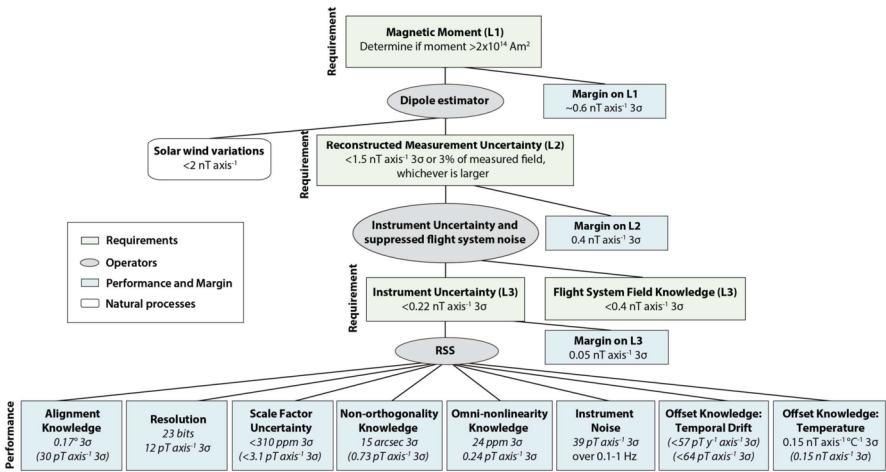 Requirement
Magnetic Moment (L1)
Determine if moment >2x10¹⁴ Am²
Margin on L1
~0.6 nT axis⁻¹ 3σ
Dipole estimator
Solar wind variations
<2 nT axis⁻¹
Requirement
Reconstructed Measurement Uncertainty (L2)
<1.5 nT axis⁻¹ 3σ or 3% of measured field,
whichever is larger
Instrument Uncertainty and
suppressed flight system noise
Margin on L2
0.4 nT axis⁻¹ 3σ
Requirements
Operators
Performance and Margin
Natural processes
Requirement
Instrument Uncertainty (L3)
<0.22 nT axis⁻¹ 3σ
Flight System Field Knowledge (L3)
<0.4 nT axis⁻¹ 3σ
Margin on L3
0.05 nT axis⁻¹ 3σ
RSS
Performance
Alignment
Knowledge
0.17° 3σ
(30 pT axis⁻¹ 3σ)
Resolution
23 bits
12 pT axis⁻¹ 3σ
Scale Factor
Uncertainty
<310 ppm 3σ
(<3.1 pT axis⁻¹ 3σ)
Non-orthogonality
Knowledge
15 arcsec 3σ
(0.73 pT axis⁻¹ 3σ)
Omni-nonlinearity
Knowledge
24 ppm 3σ
0.24 pT axis⁻¹ 3σ
Instrument
Noise
39 pT axis⁻¹ 3σ
over 0.1-1 Hz
Offset Knowledge:
Temporal Drift
(<57 pT y⁻¹ axis⁻¹ 3σ)
(<64 pT axis⁻¹ 3σ)
Offset Knowledge:
Temperature
0.15 nT axis⁻¹°C⁻¹ 3σ
(0.15 nT axis⁻¹ 3σ)